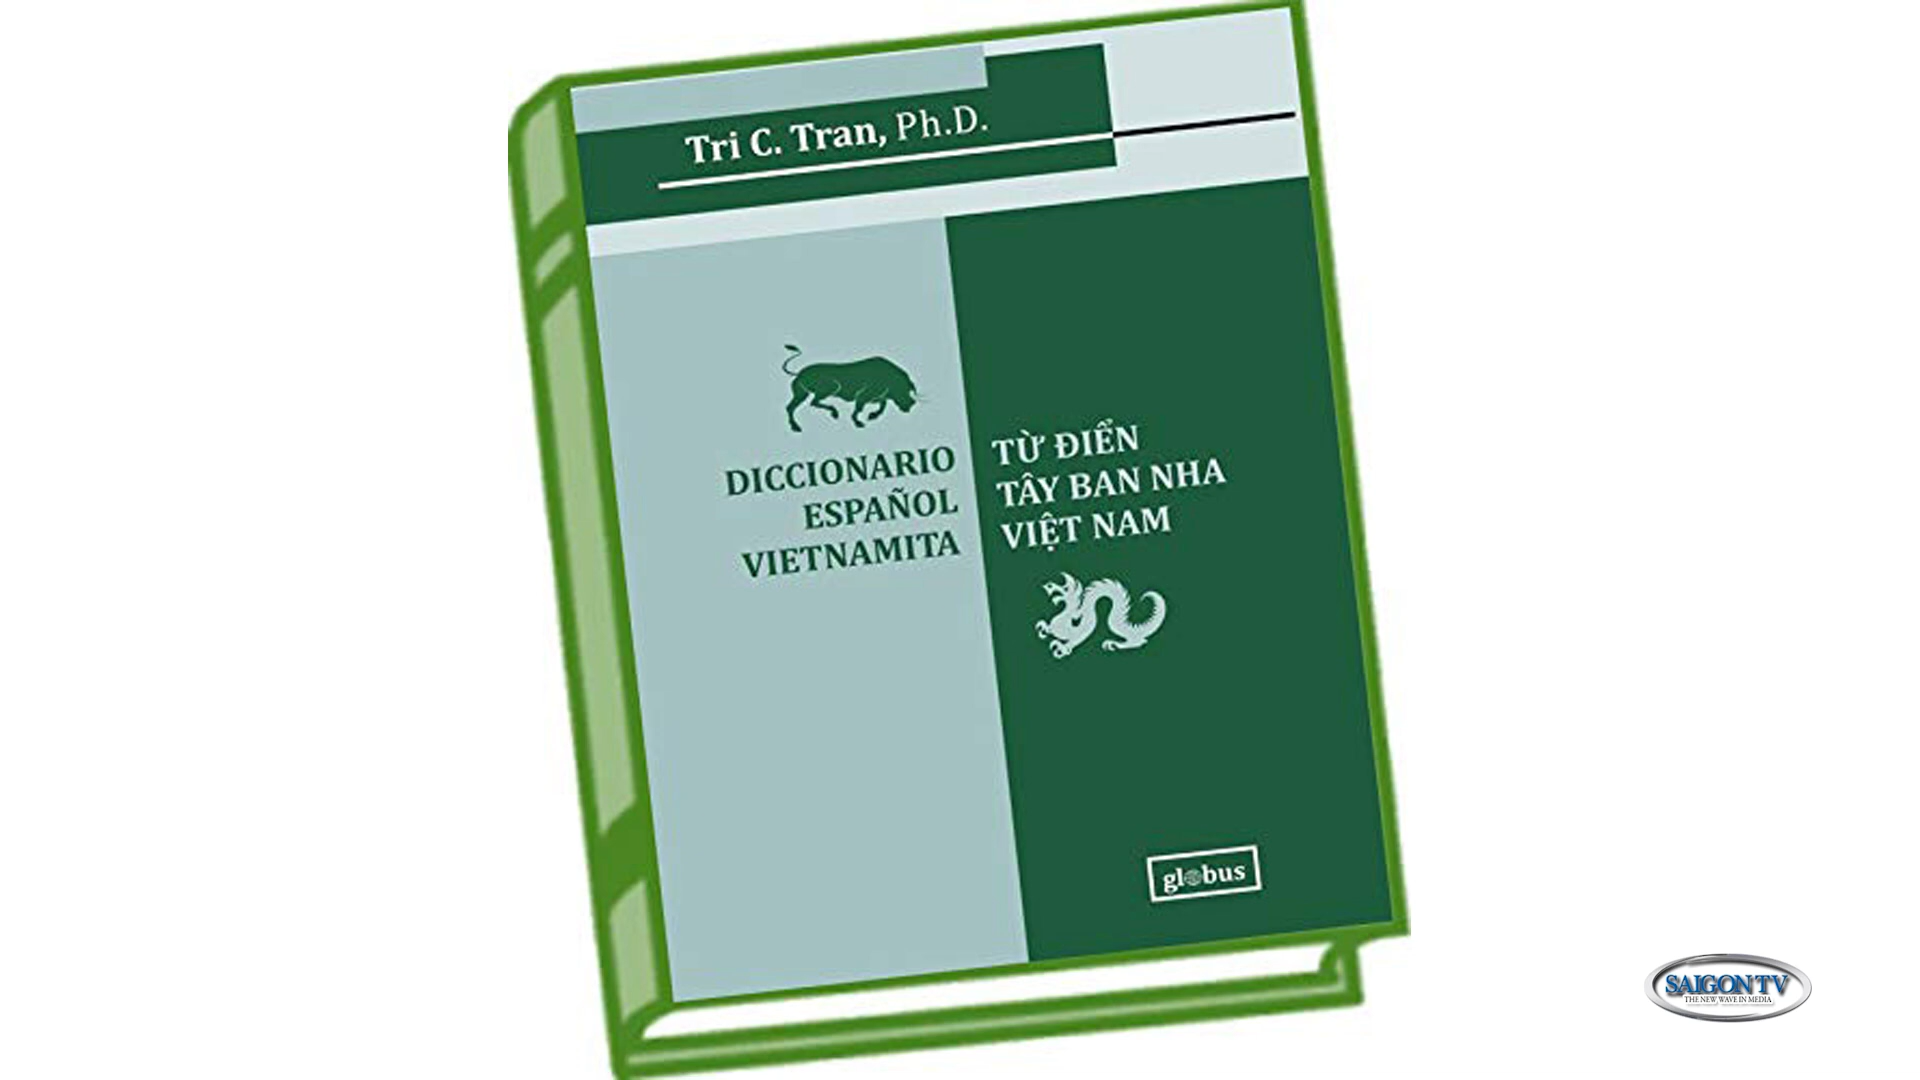 Tri C. Tran, Ph.D.
DICCIONARIO
ESPAÑOL
VIETNAMITA
TỪ ĐIỂN
TÂY BAN NHA
VIỆT NAM
globus
SAIGON TV
THE NEW WAVE IN MEDIA